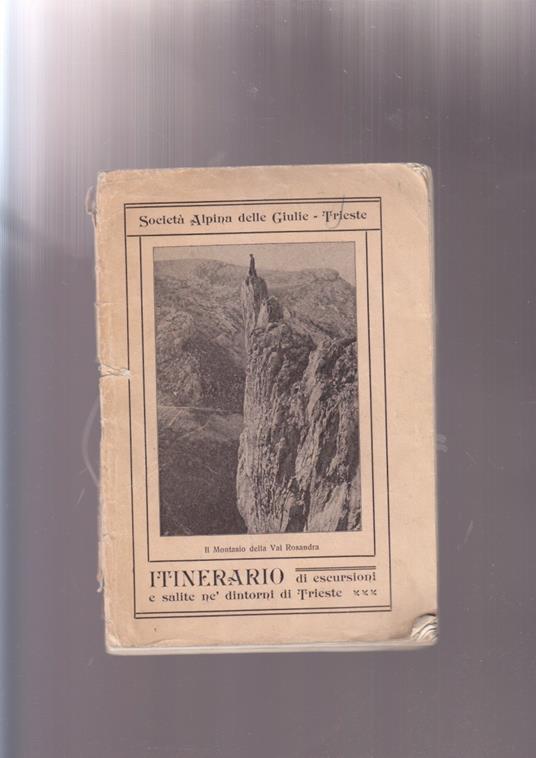 Società Alpina delle Giulie - Trieste
Il Montasio della Val Rosandra
ITINERARIO di escursioni
e salite ne' dintorni di Trieste